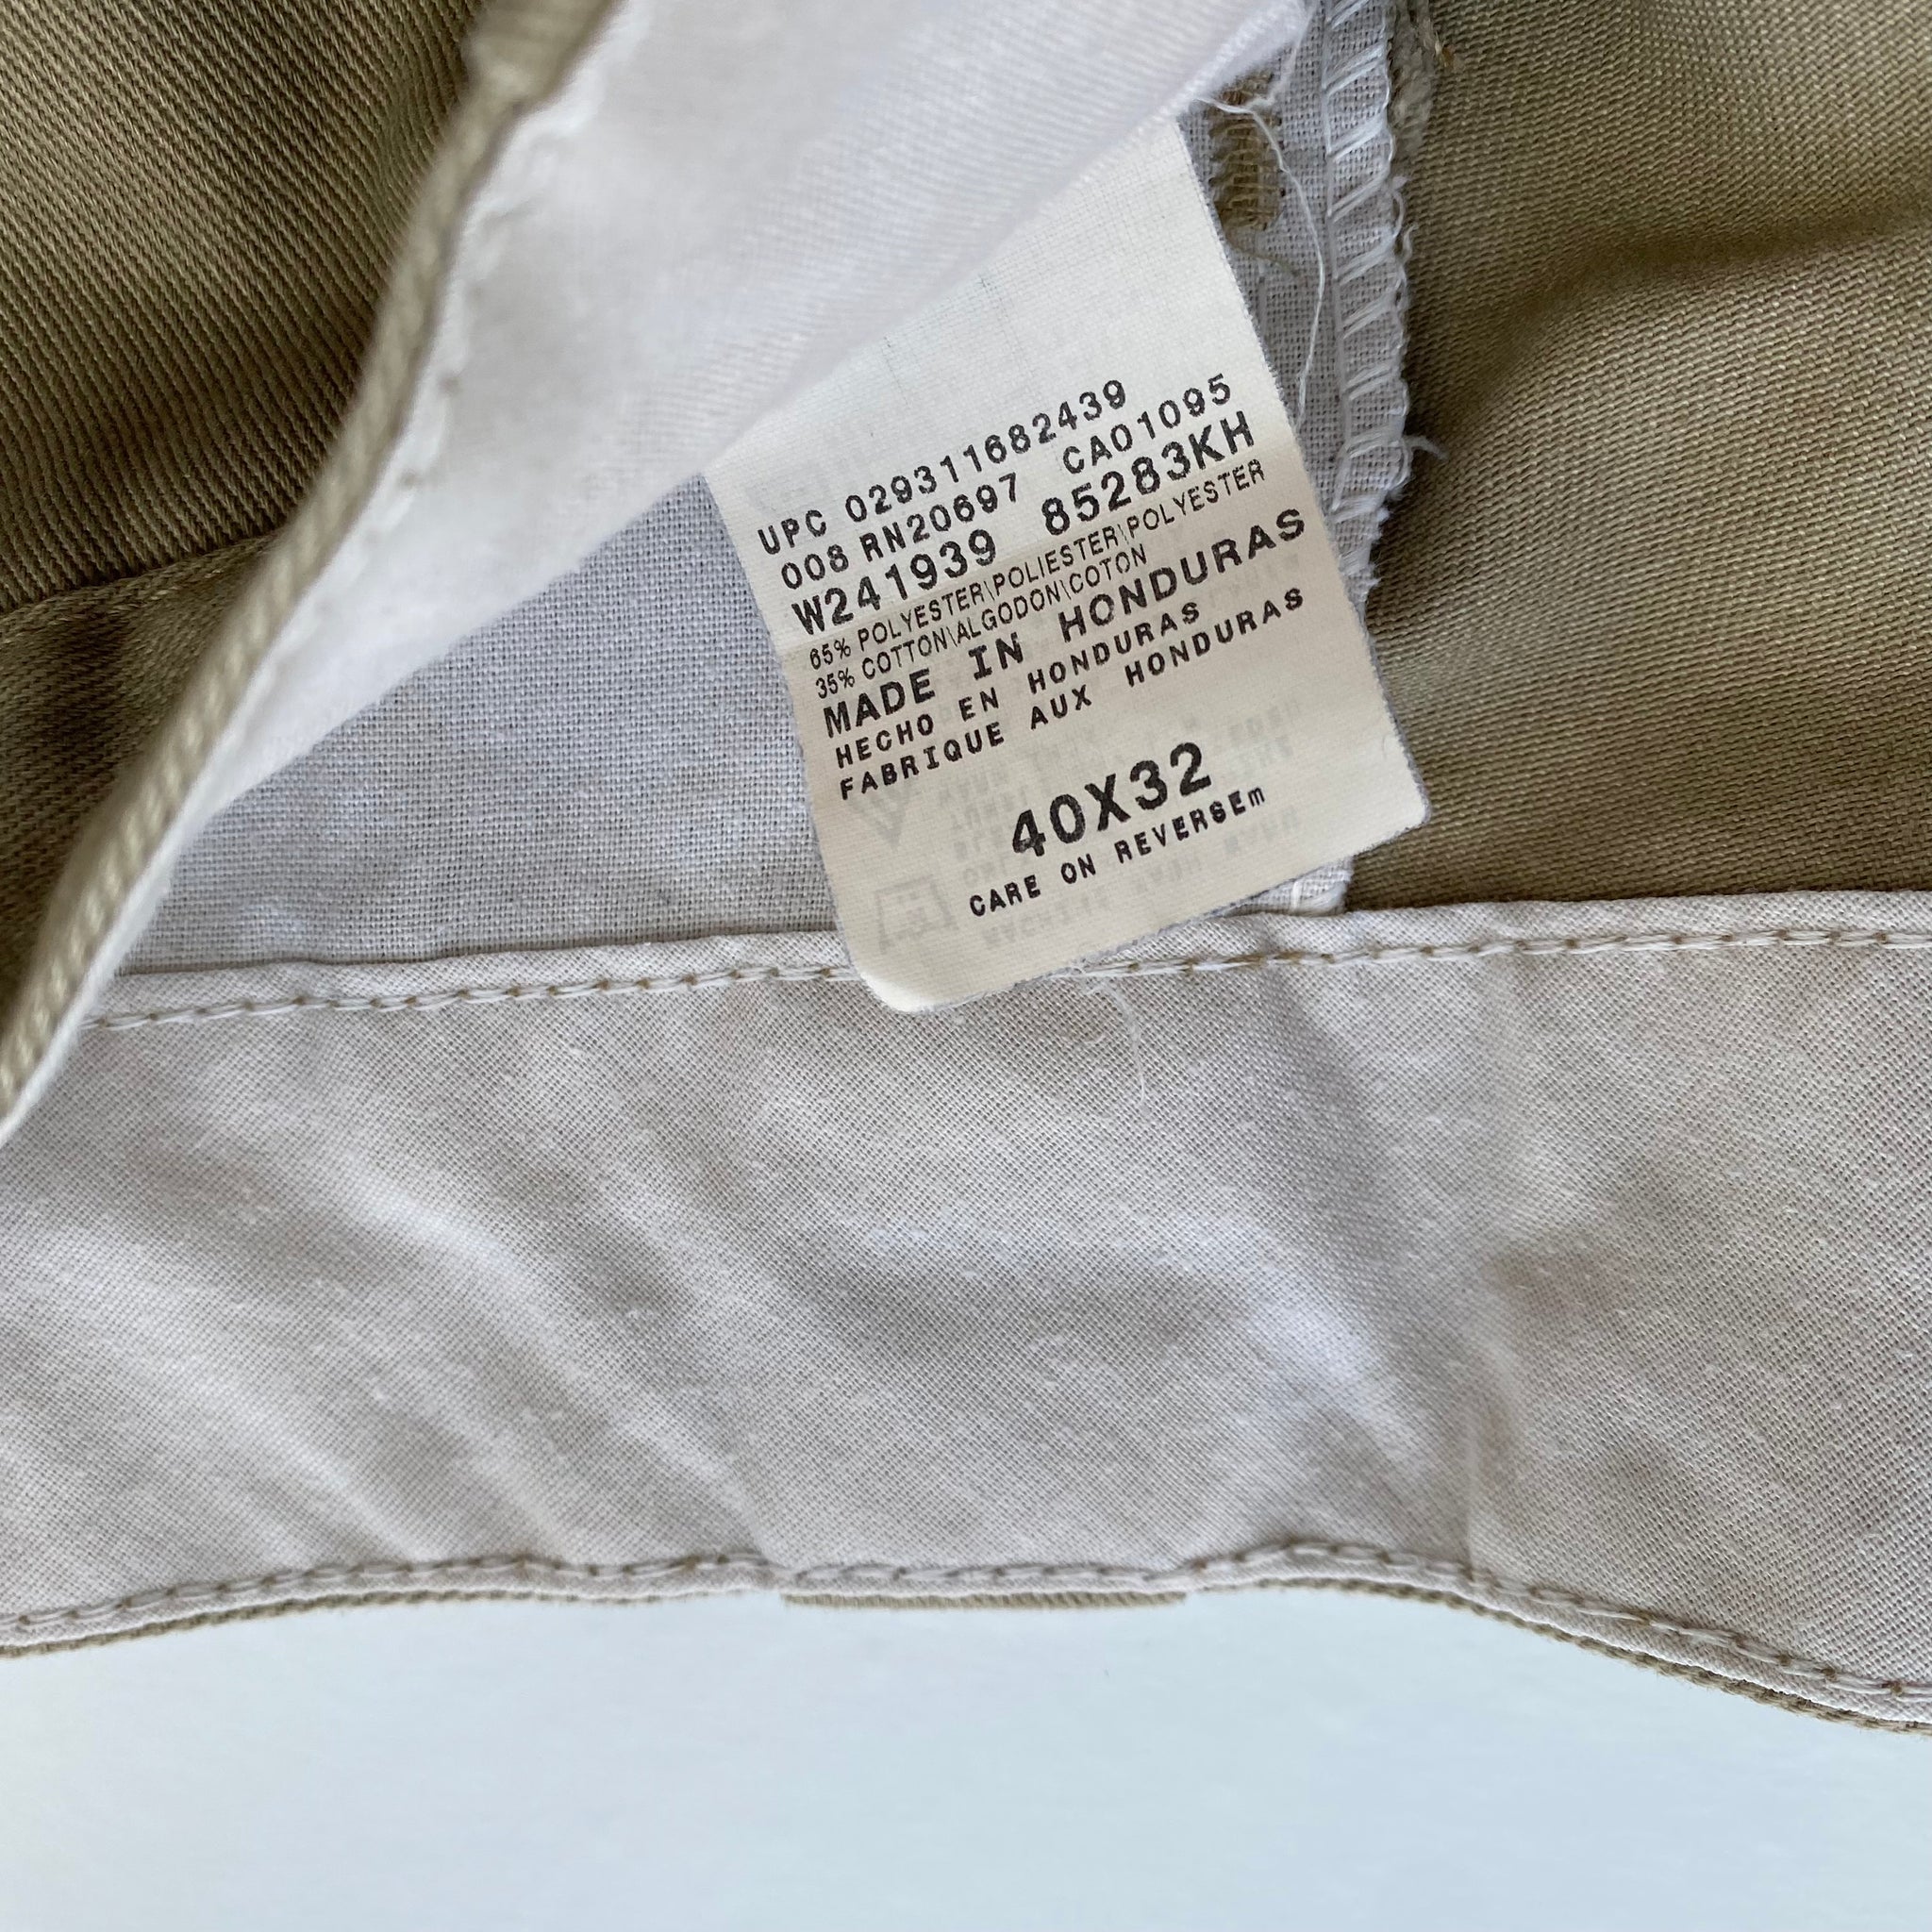 UPC 029311682439
008 RN20697 CA01095
W241939 85283KH
65% POLYESTER\POLIESTER\POLYESTER
35% COTTON\ALGODON\COTON
MADE IN HONDURAS
HECHO EN HONDURAS
FABRIQUE AUX HONDURAS
40X32
CARE ON REVERSEm